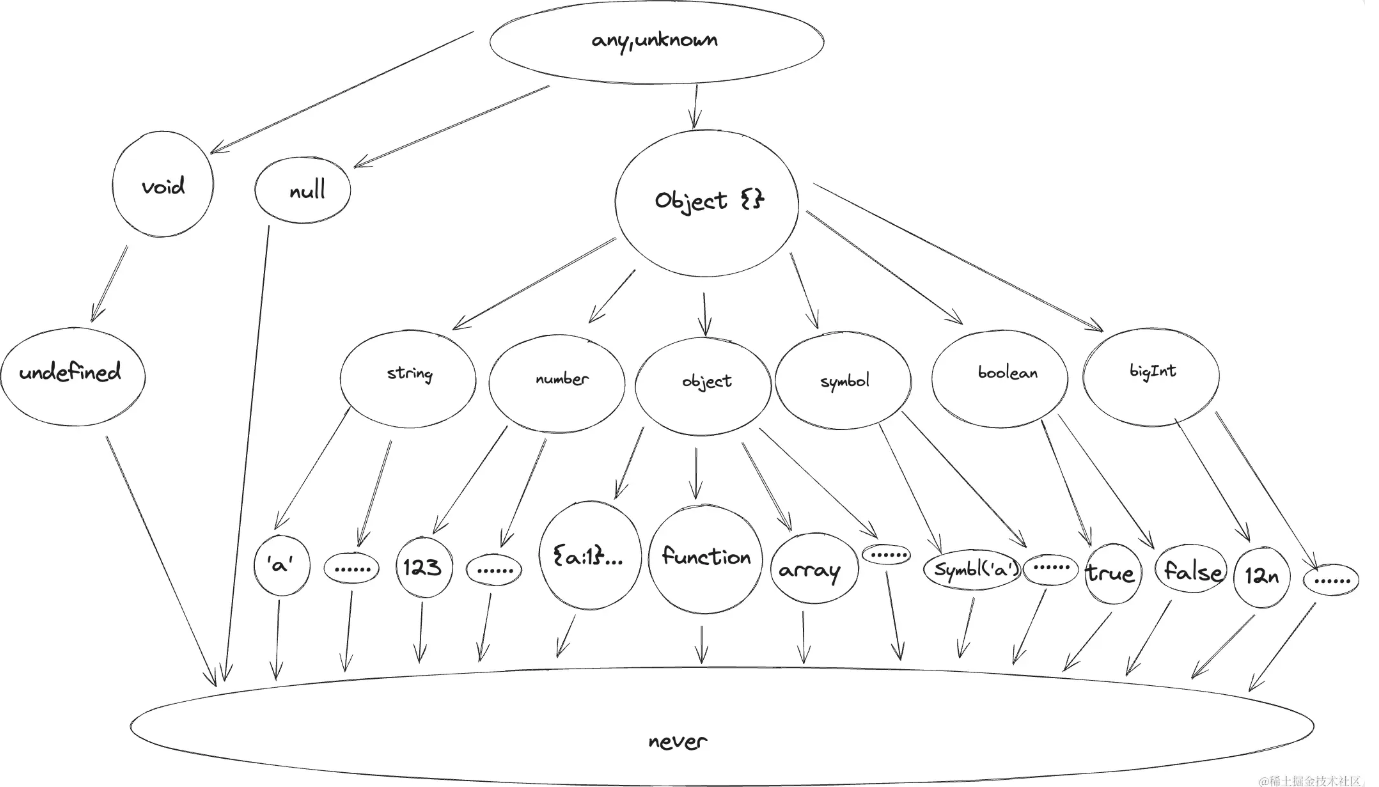 any,unknown
void
null
Object {}
undefined
string
number
object
symbol
boolean
bigInt
'a'
......
123
......
{a:1}...
function
array
......
Symbl('a')
......
true
false
12n
......
never
@稀土掘金技术社区